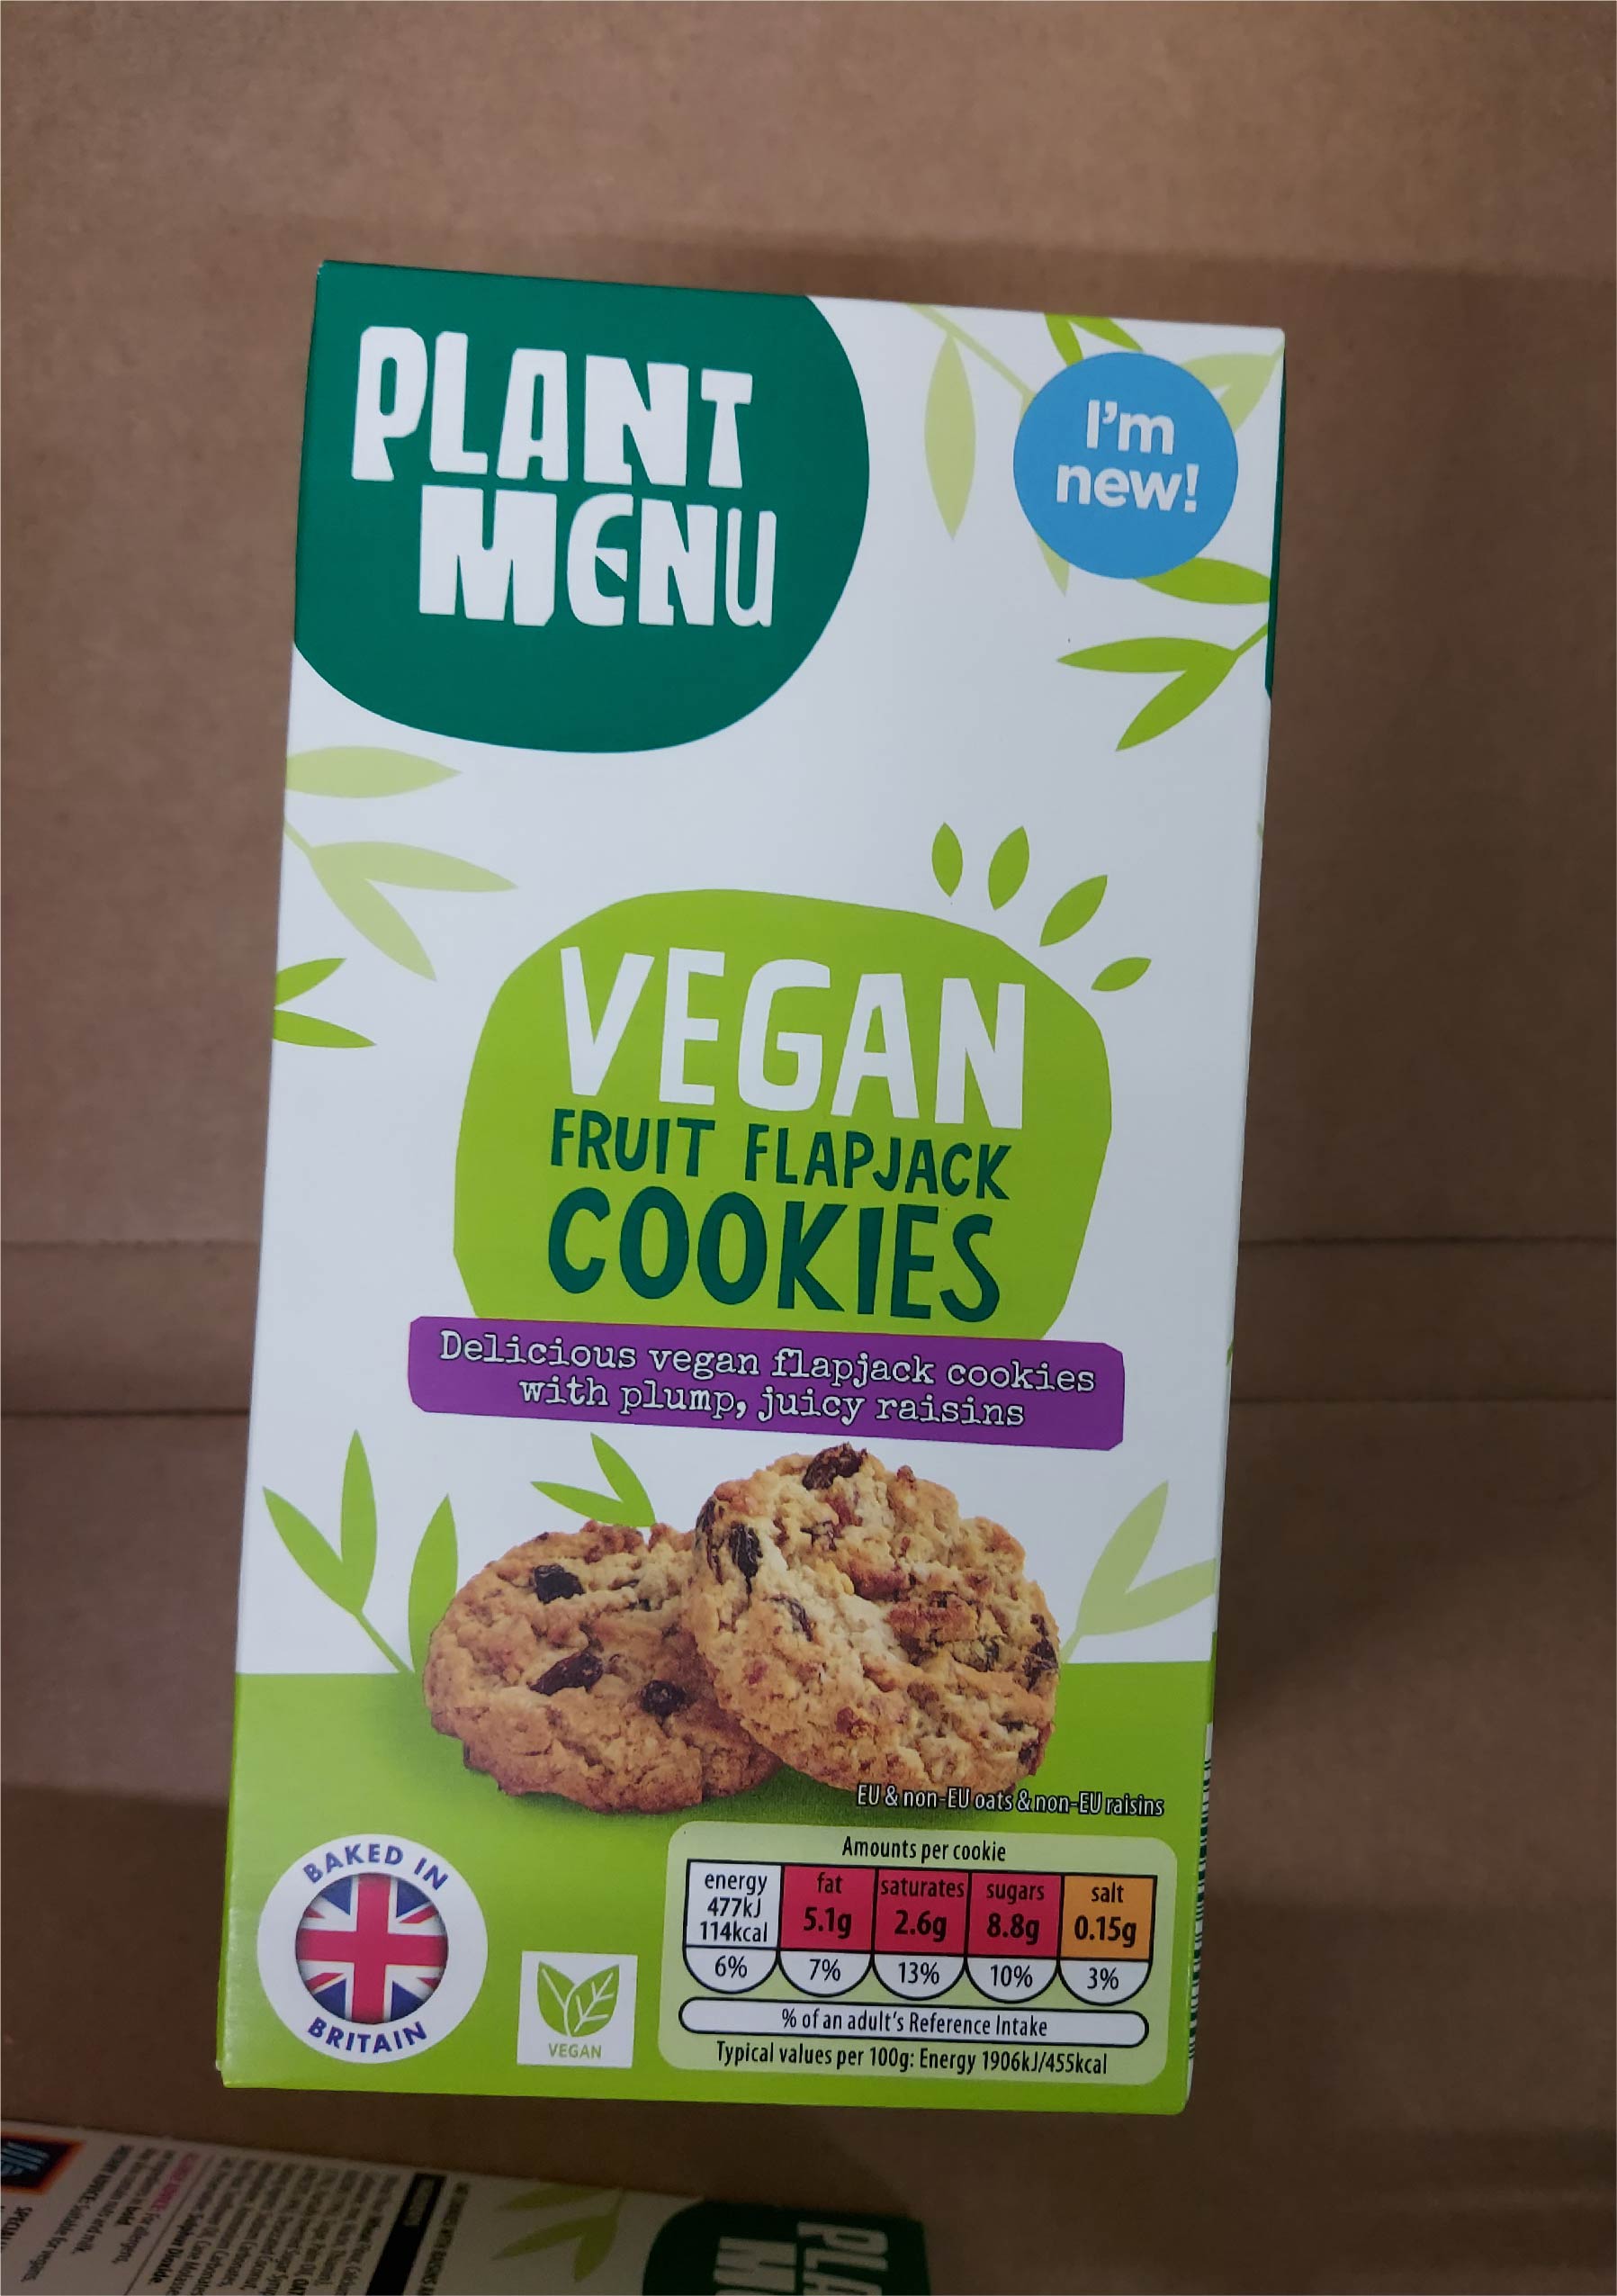 PLANT
MENU
I'm
new!
VEGAN
FRUIT FLAPJACK
COOKIES
Delicious vegan flapjack cookies
with plump, juicy raisins
EU & non-EU oats & non-EU raisins
BAKED IN
BRITAIN
VEGAN
Amounts per cookie
energy 477kJ 114kcal 6%
fat 5.1g 7%
saturates 2.6g 13%
sugars 8.8g 10%
salt 0.15g 3%
% of an adult's Reference Intake
Typical values per 100g: Energy 1906kJ/455kcal